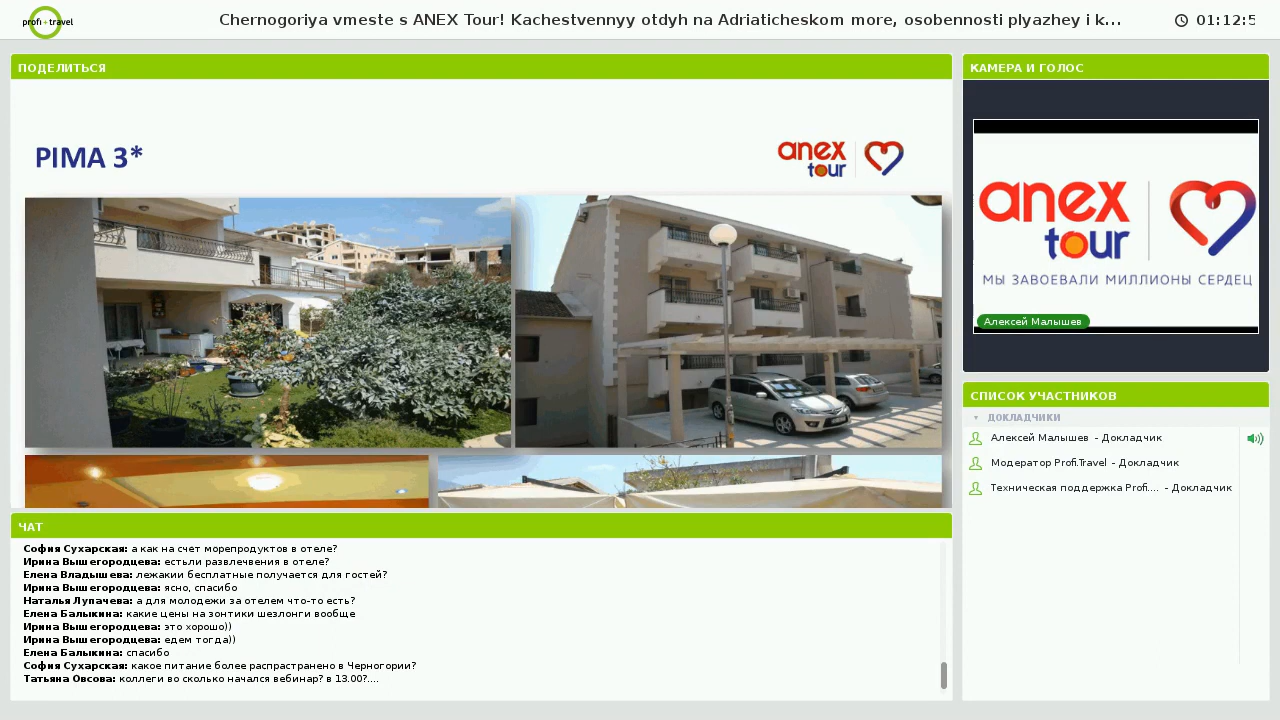 profi travel
Chernogoriya vmeste s ANEX Tour! Kachestvennyy otdyh na Adriaticheskom more, osobennosti plyazhey i k...
01:12:5
ПОДЕЛИТЬСЯ
PIMA 3*
anex
tour
КАМЕРА И ГОЛОС
anex
tour
МЫ ЗАВОЕВАЛИ МИЛЛИОНЫ СЕРДЕЦ
Алексей Малышев
СПИСОК УЧАСТНИКОВ
ДОКЛАДЧИКИ
Алексей Малышев - Докладчик
Модератор Profi.Travel - Докладчик
Техническая поддержка Profi.... - Докладчик
ЧАТ
София Сухарская: а как на счет морепродуктов в отеле?
Ирина Вышегородцева: естьли развлечвения в отеле?
Елена Владышева: лежакии бесплатные получается для гостей?
Ирина Вышегородцева: ясно, спасибо
Наталья Лупачева: а для молодежи за отелем что-то есть?
Елена Балыкина: какие цены на зонтики шезлонги вообще
Ирина Вышегородцева: это хорошо))
Ирина Вышегородцева: едем тогда))
Елена Балыкина: спасибо
София Сухарская: какое питание более распрастранено в Черногории?
Татьяна Овсова: коллеги во сколько начался вебинар? в 13.00?....